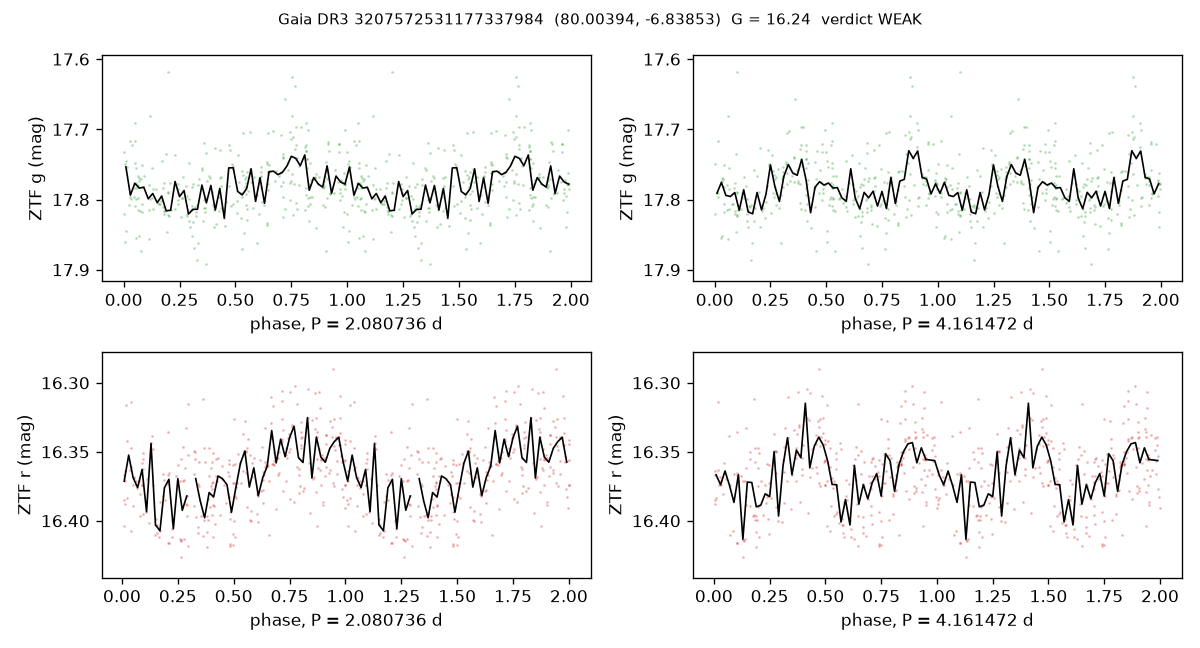 Gaia DR3 3207572531177337984 (80.00394, -6.83853) G = 16.24 verdict WEAK
17.6
17.7
17.8
17.9
ZTF g (mag)
0.00 0.25 0.50 0.75 1.00 1.25 1.50 1.75 2.00
phase, P = 2.080736 d
17.6
17.7
17.8
17.9
ZTF g (mag)
0.00 0.25 0.50 0.75 1.00 1.25 1.50 1.75 2.00
phase, P = 4.161472 d
16.30
16.35
16.40
ZTF r (mag)
0.00 0.25 0.50 0.75 1.00 1.25 1.50 1.75 2.00
phase, P = 2.080736 d
16.30
16.35
16.40
ZTF r (mag)
0.00 0.25 0.50 0.75 1.00 1.25 1.50 1.75 2.00
phase, P = 4.161472 d